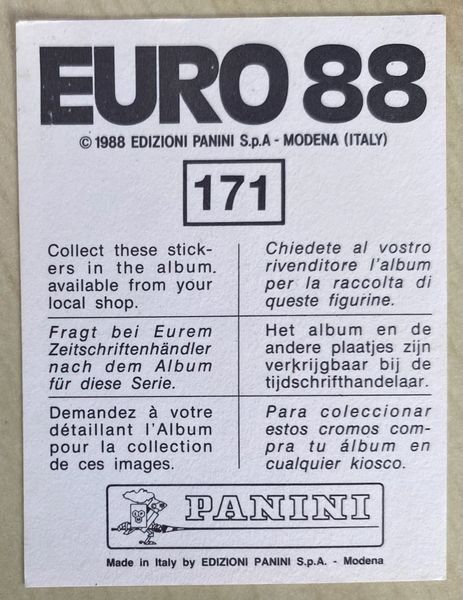 EURO 88
© 1988 EDIZIONI PANINI S.p.A - MODENA (ITALY)
171
Collect these stick-
ers in the album.
available from your
local shop.
Chiedete al vostro
rivenditore l'album
per la raccolta di
queste figurine.
Fragt bei Eurem
Zeitschriftenhändler
nach dem Album
für diese Serie.
Het album en de
andere plaatjes zijn
verkrijgbaar bij de
tijdschrifthandelaar.
Demandez à votre
détaillant l'Album
pour la collection
de ces images.
Para coleccionar
estos cromos com-
pra tu álbum en
cualquier kiosco.
PANINI
Made in Italy by EDIZIONI PANINI S.p.A. - Modena